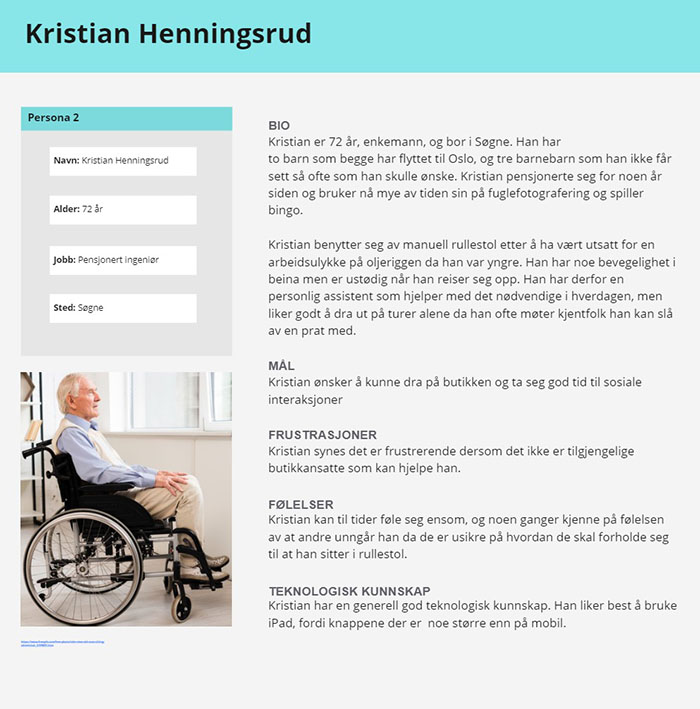 Kristian Henningsrud
Persona 2
Navn: Kristian Henningsrud
Alder: 72 år
Jobb: Pensjonert ingeniør
Sted: Søgne
BIO
Kristian er 72 år, enkemann, og bor i Søgne. Han har
to barn som begge har flyttet til Oslo, og tre barnebarn som han ikke får
sett så ofte som han skulle ønske. Kristian pensjonerte seg for noen år
siden og bruker nå mye av tiden sin på fuglefotografering og spiller
bingo.
Kristian benytter seg av manuell rullestol etter å ha vært utsatt for en
arbeidsulykke på oljeriggen da han var yngre. Han har noe bevegelighet i
beina men er ustødig når han reiser seg opp. Han har derfor en
personlig assistent som hjelper med det nødvendige i hverdagen, men
liker godt å dra ut på turer alene da han ofte møter kjentfolk han kan slå
av en prat med.
MÅL
Kristian ønsker å kunne dra på butikken og ta seg god tid til sosiale
interaksjoner
FRUSTRASJONER
Kristian synes det er frustrerende dersom det ikke er tilgjengelige
butikkansatte som kan hjelpe han.
FØLELSER
Kristian kan til tider føle seg ensom, og noen ganger kjenne på følelsen
av at andre unngår han da de er usikre på hvordan de skal forholde seg
til at han sitter i rullestol.
TEKNOLOGISK KUNNSKAP
Kristian har en generell god teknologisk kunnskap. Han liker best å bruke
iPad, fordi knappene der er noe større enn på mobil.